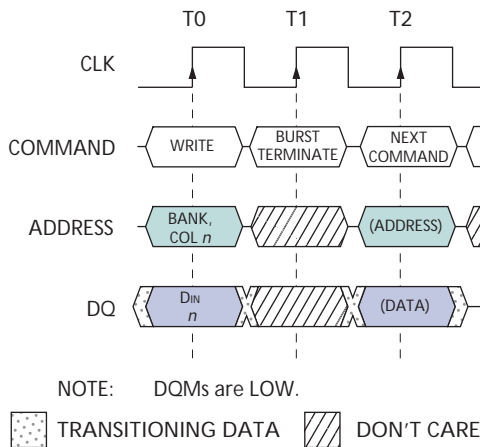 T0 T1 T2
CLK
COMMAND WRITE BURST TERMINATE NEXT COMMAND
ADDRESS BANK, COL n (ADDRESS)
DQ DIN n (DATA)
NOTE: DQMs are LOW.
TRANSITIONING DATA DON'T CARE